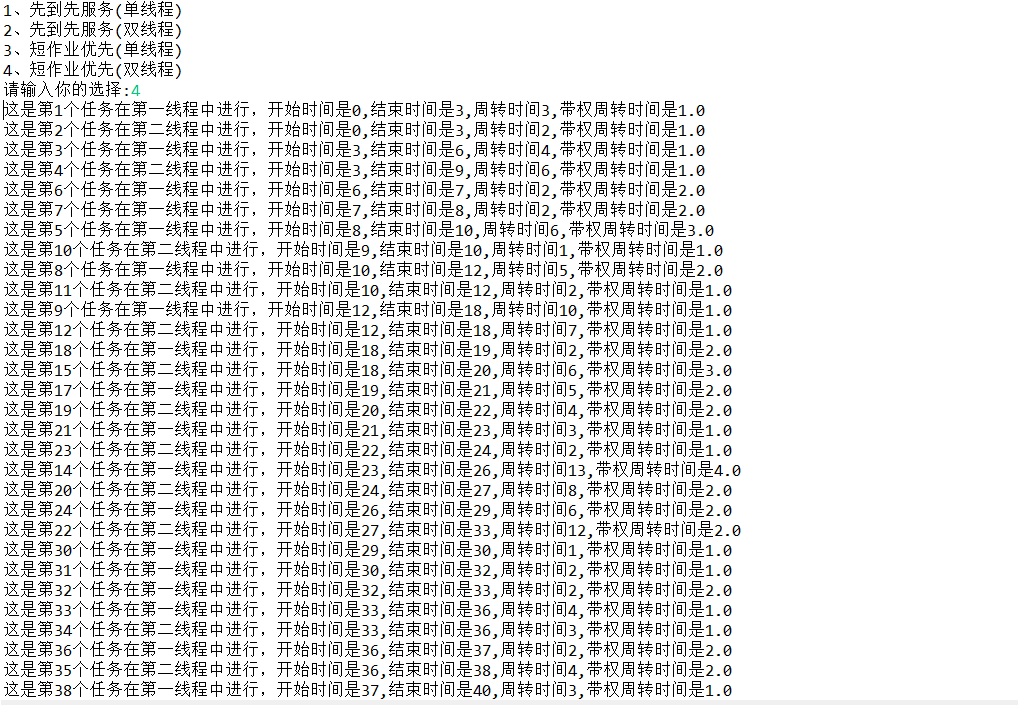 1、先到先服务(单线程)
2、先到先服务(双线程)
3、短作业优先(单线程)
4、短作业优先(双线程)
请输入你的选择:4
这是第1个任务在第一线程中进行，开始时间是0,结束时间是3,周转时间3,带权周转时间是1.0
这是第2个任务在第二线程中进行，开始时间是0,结束时间是3,周转时间2,带权周转时间是1.0
这是第3个任务在第一线程中进行，开始时间是3,结束时间是6,周转时间4,带权周转时间是1.0
这是第4个任务在第二线程中进行，开始时间是3,结束时间是9,周转时间6,带权周转时间是1.0
这是第6个任务在第一线程中进行，开始时间是6,结束时间是7,周转时间2,带权周转时间是2.0
这是第7个任务在第一线程中进行，开始时间是7,结束时间是8,周转时间2,带权周转时间是2.0
这是第5个任务在第一线程中进行，开始时间是8,结束时间是10,周转时间6,带权周转时间是3.0
这是第10个任务在第二线程中进行，开始时间是9,结束时间是10,周转时间1,带权周转时间是1.0
这是第8个任务在第一线程中进行，开始时间是10,结束时间是12,周转时间5,带权周转时间是2.0
这是第11个任务在第二线程中进行，开始时间是10,结束时间是12,周转时间2,带权周转时间是1.0
这是第9个任务在第一线程中进行，开始时间是12,结束时间是18,周转时间10,带权周转时间是1.0
这是第12个任务在第二线程中进行，开始时间是12,结束时间是18,周转时间7,带权周转时间是1.0
这是第18个任务在第一线程中进行，开始时间是18,结束时间是19,周转时间2,带权周转时间是2.0
这是第15个任务在第二线程中进行，开始时间是18,结束时间是20,周转时间6,带权周转时间是3.0
这是第17个任务在第一线程中进行，开始时间是19,结束时间是21,周转时间5,带权周转时间是2.0
这是第19个任务在第二线程中进行，开始时间是20,结束时间是22,周转时间4,带权周转时间是2.0
这是第21个任务在第一线程中进行，开始时间是21,结束时间是23,周转时间3,带权周转时间是1.0
这是第23个任务在第二线程中进行，开始时间是22,结束时间是24,周转时间2,带权周转时间是1.0
这是第14个任务在第一线程中进行，开始时间是23,结束时间是26,周转时间13,带权周转时间是4.0
这是第20个任务在第二线程中进行，开始时间是24,结束时间是27,周转时间8,带权周转时间是2.0
这是第24个任务在第一线程中进行，开始时间是26,结束时间是29,周转时间6,带权周转时间是2.0
这是第22个任务在第二线程中进行，开始时间是27,结束时间是33,周转时间12,带权周转时间是2.0
这是第30个任务在第一线程中进行，开始时间是29,结束时间是30,周转时间1,带权周转时间是1.0
这是第31个任务在第一线程中进行，开始时间是30,结束时间是32,周转时间2,带权周转时间是1.0
这是第32个任务在第一线程中进行，开始时间是32,结束时间是33,周转时间2,带权周转时间是2.0
这是第33个任务在第一线程中进行，开始时间是33,结束时间是36,周转时间4,带权周转时间是1.0
这是第34个任务在第二线程中进行，开始时间是33,结束时间是36,周转时间3,带权周转时间是1.0
这是第36个任务在第一线程中进行，开始时间是36,结束时间是37,周转时间2,带权周转时间是2.0
这是第35个任务在第二线程中进行，开始时间是36,结束时间是38,周转时间4,带权周转时间是2.0
这是第38个任务在第一线程中进行，开始时间是37,结束时间是40,周转时间3,带权周转时间是1.0